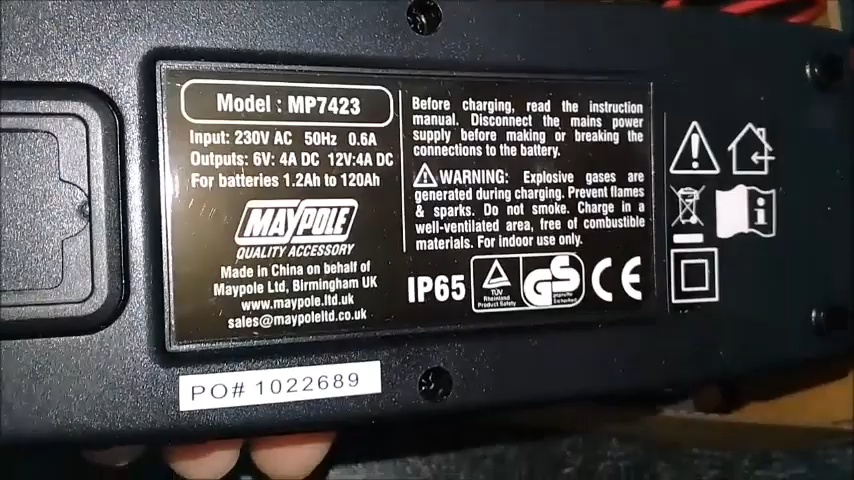 Model : MP7423
Input: 230V AC 50Hz 0.6A
Outputs: 6V: 4A DC 12V:4A DC
For batteries 1.2Ah to 120Ah
MAYPOLE
QUALITY ACCESSORY
Made in China on behalf of
Maypole Ltd, Birmingham UK
www.maypole.ltd.uk
sales@maypoleltd.co.uk
Before charging, read the instruction
manual. Disconnect the mains power
supply before making or breaking the
connections to the battery.
WARNING: Explosive gases are
generated during charging. Prevent flames
& sparks. Do not smoke. Charge in a
well-ventilated area, free of combustible
materials. For indoor use only.
IP65
TÜV
Rheinland
Product Safety
GS
CE
i
PO# 1022689